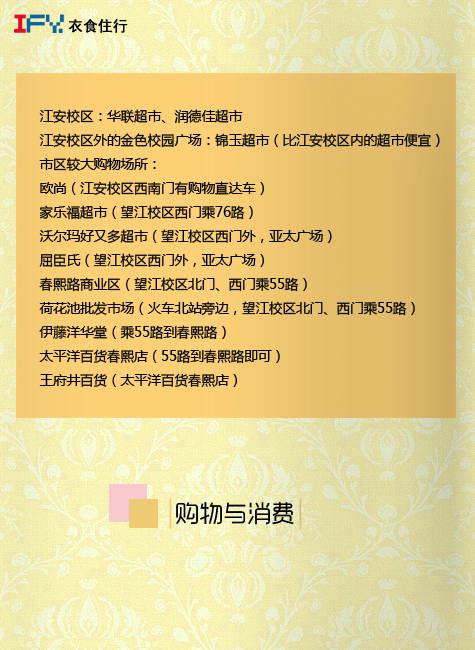 IFY 衣食住行
江安校区：华联超市、润德佳超市
江安校区外的金色校园广场：锦玉超市（比江安校区内的超市便宜）
市区较大购物场所：
欧尚（江安校区西南门有购物直达车）
家乐福超市（望江校区西门乘76路）
沃尔玛好又多超市（望江校区西门外，亚太广场）
屈臣氏（望江校区西门外，亚太广场）
春熙路商业区（望江校区北门、西门乘55路）
荷花池批发市场（火车北站旁边，望江校区北门、西门乘55路）
伊藤洋华堂（乘55路到春熙路）
太平洋百货春熙店（55路到春熙路即可）
王府井百货（太平洋百货春熙店）
购物与消费